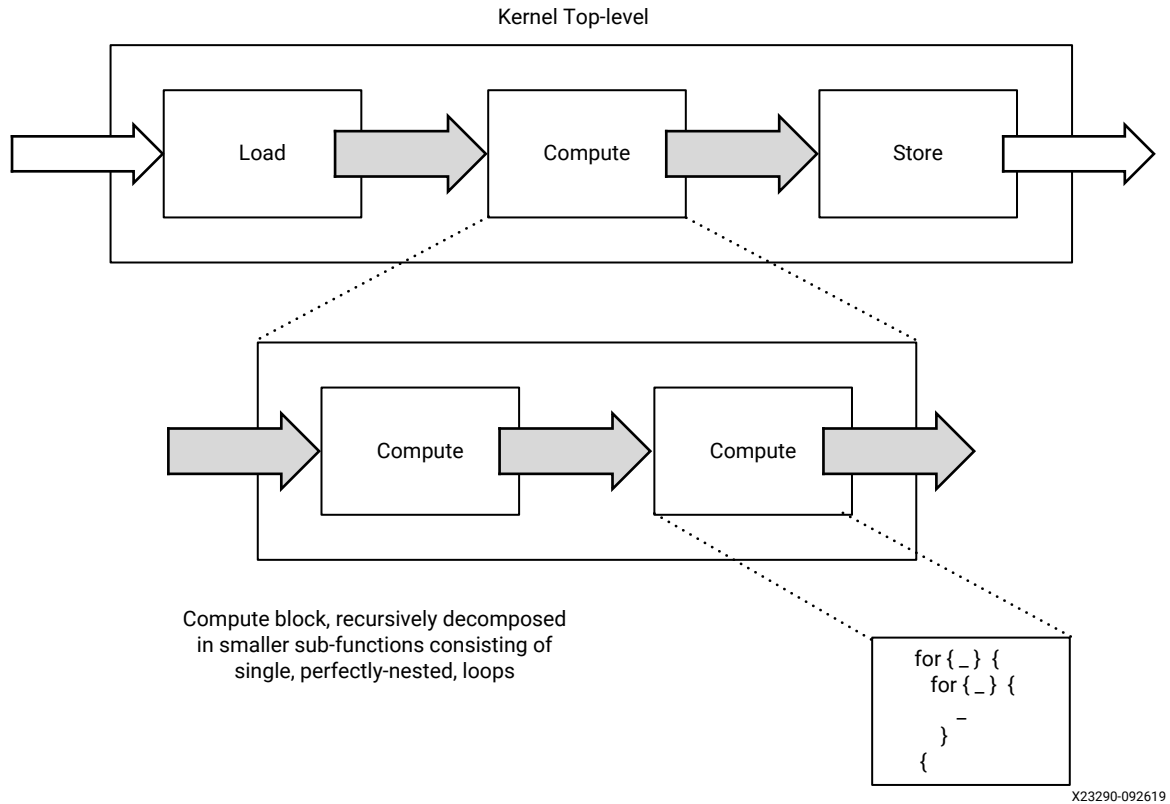 Kernel Top-level
Load
Compute
Store
Compute
Compute
Compute block, recursively decomposed
in smaller sub-functions consisting of
single, perfectly-nested, loops
for { _ } {
for { _ } {
_
}
{
X23290-092619